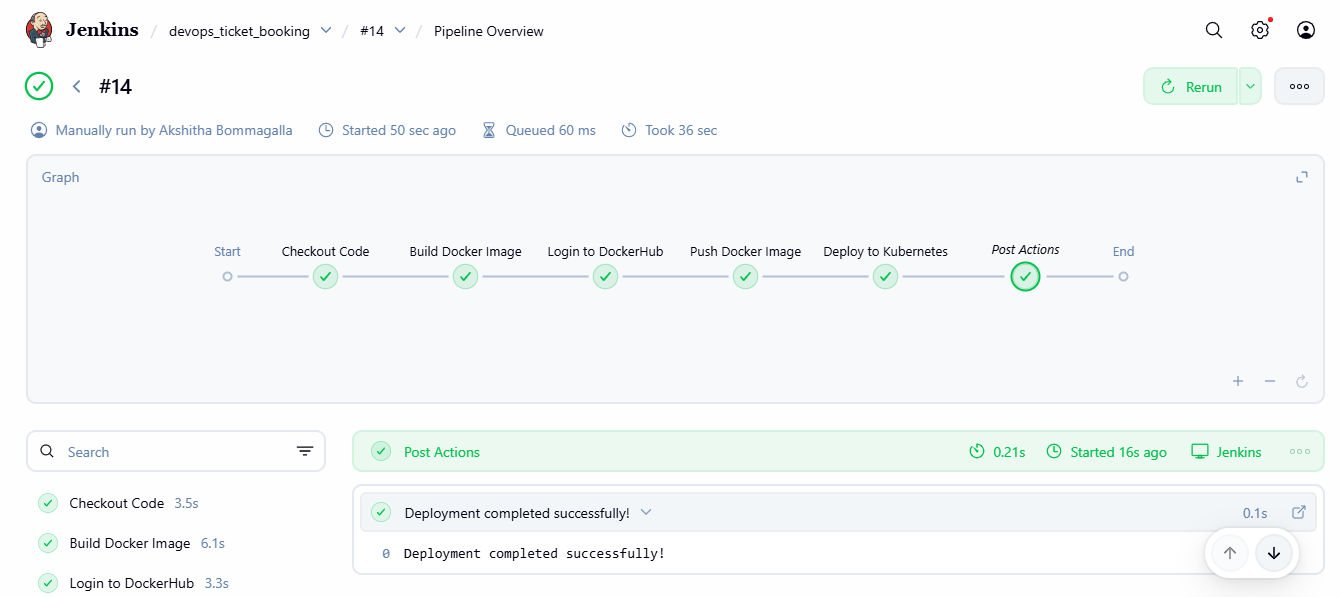 Jenkins / devops_ticket_booking / #14 / Pipeline Overview
#14
Rerun
Manually run by Akshitha Bommagalla Started 50 sec ago Queued 60 ms Took 36 sec
Graph
Start Checkout Code Build Docker Image Login to DockerHub Push Docker Image Deploy to Kubernetes Post Actions End
Search
Post Actions 0.21s Started 16s ago Jenkins
Checkout Code 3.5s
Build Docker Image 6.1s
Login to DockerHub 3.3s
Deployment completed successfully! 0.1s
0 Deployment completed successfully!